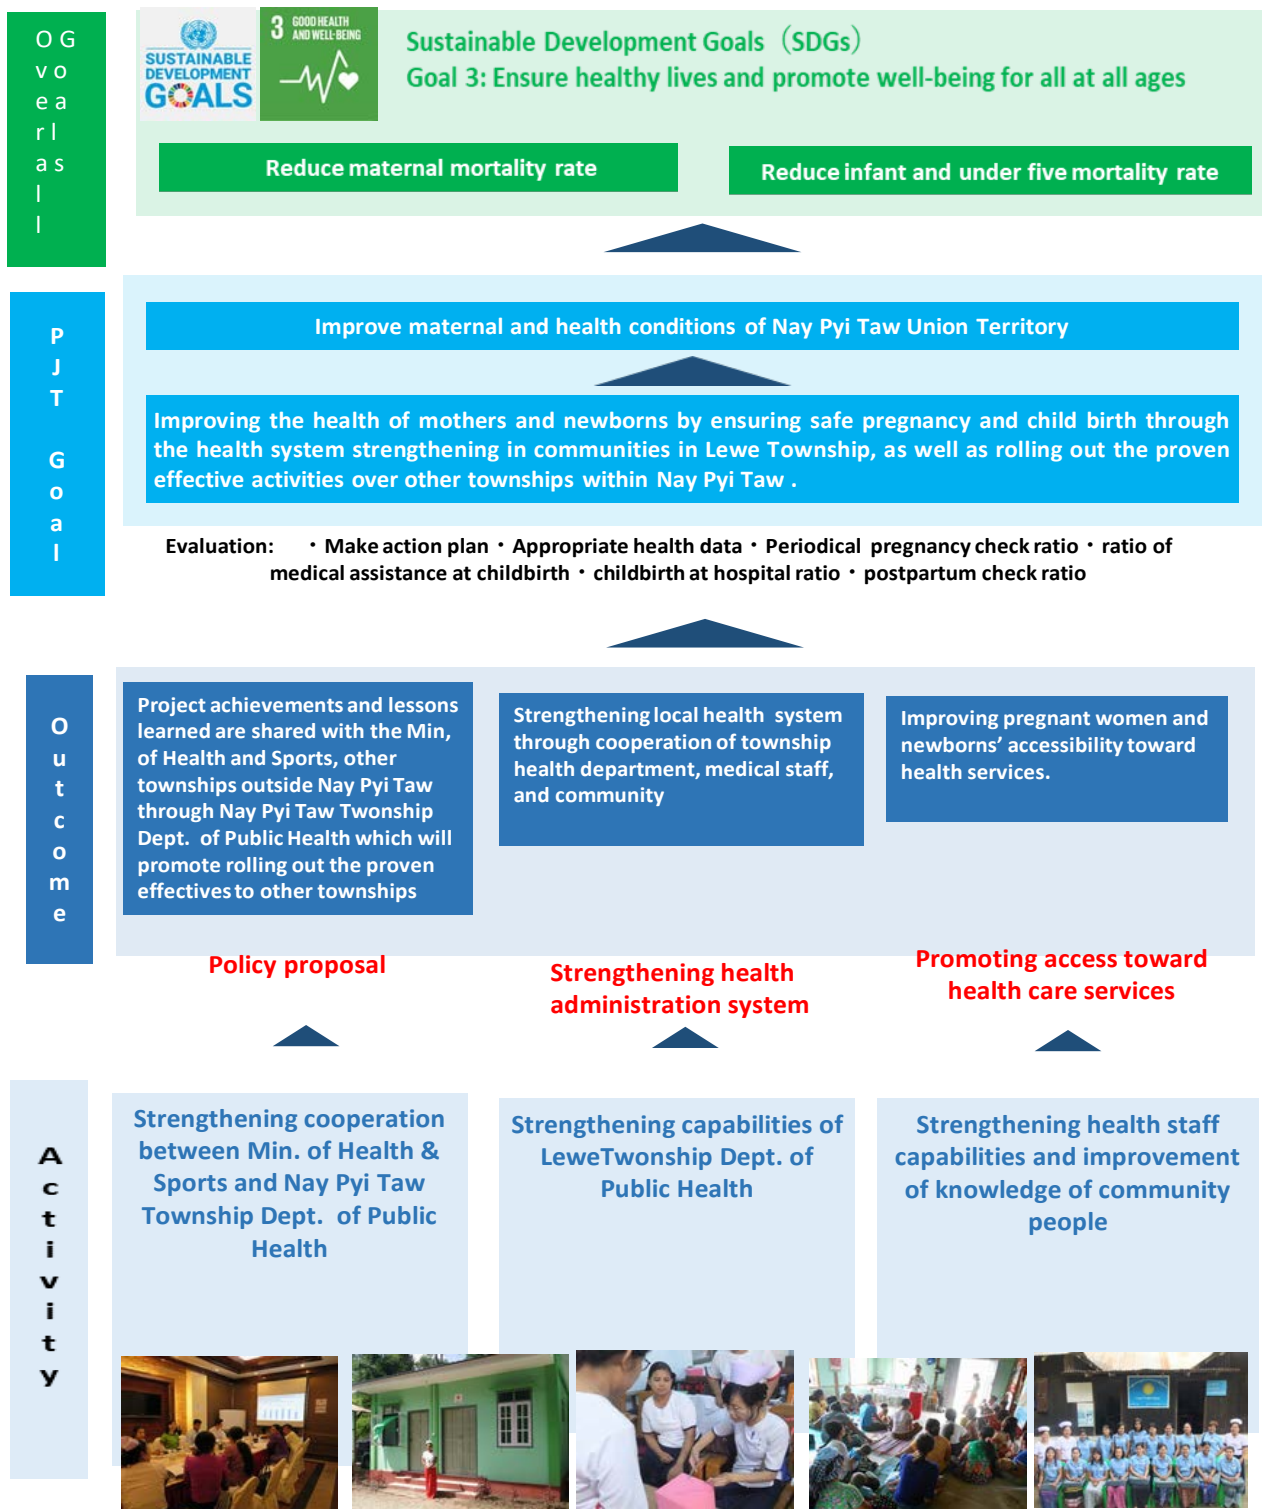 Overall
Goals
SUSTAINABLE
DEVELOPMENT
GOALS
3 GOOD HEALTH
AND WELL-BEING
Sustainable Development Goals（SDGs）
Goal 3: Ensure healthy lives and promote well-being for all at all ages
Reduce maternal mortality rate
Reduce infant and under five mortality rate
PJT Goal
Improve maternal and health conditions of Nay Pyi Taw Union Territory
Improving the health of mothers and newborns by ensuring safe pregnancy and child birth through
the health system strengthening in communities in Lewe Township, as well as rolling out the proven
effective activities over other townships within Nay Pyi Taw .
Evaluation: ・Make action plan・Appropriate health data・Periodical pregnancy check ratio・ratio of
medical assistance at childbirth・childbirth at hospital ratio・postpartum check ratio
Outcome
Project achievements and lessons
learned are shared with the Min,
of Health and Sports, other
townships outside Nay Pyi Taw
through Nay Pyi Taw Twonship
Dept. of Public Health which will
promote rolling out the proven
effectives to other townships
Strengthening local health system
through cooperation of township
health department, medical staff,
and community
Improving pregnant women and
newborns’ accessibility toward
health services.
Policy proposal
Strengthening health
administration system
Promoting access toward
health care services
Activity
Strengthening cooperation
between Min. of Health &
Sports and Nay Pyi Taw
Township Dept. of Public
Health
Strengthening capabilities of
LeweTwonship Dept. of
Public Health
Strengthening health staff
capabilities and improvement
of knowledge of community
people